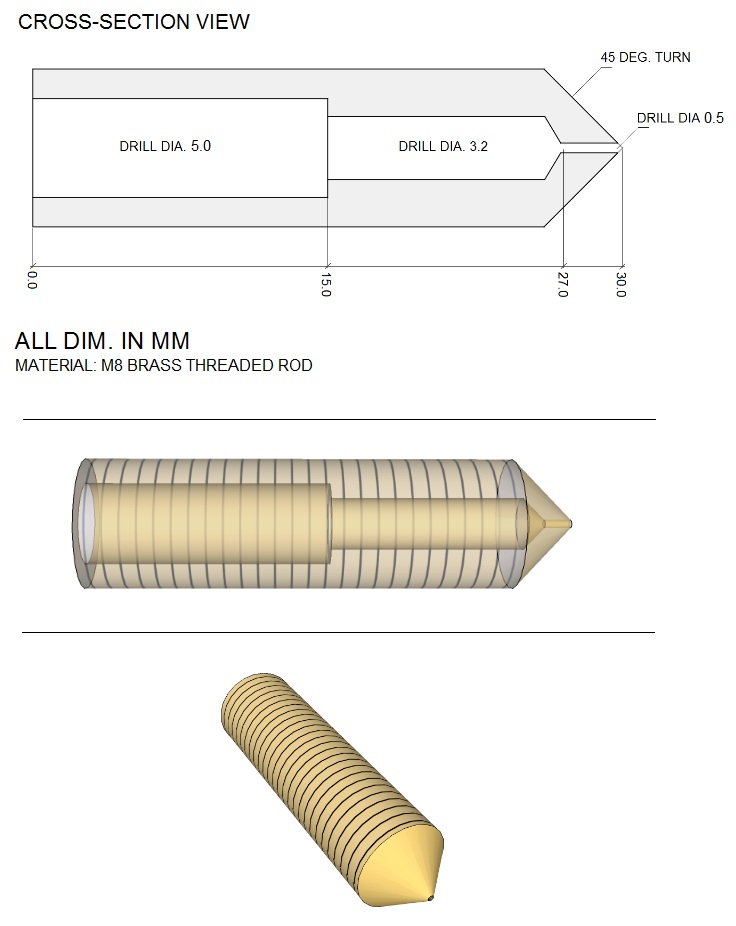 CROSS-SECTION VIEW
45 DEG. TURN
DRILL DIA 0.5
DRILL DIA. 5.0
DRILL DIA. 3.2
0.0
15.0
27.0
30.0
ALL DIM. IN MM
MATERIAL: M8 BRASS THREADED ROD